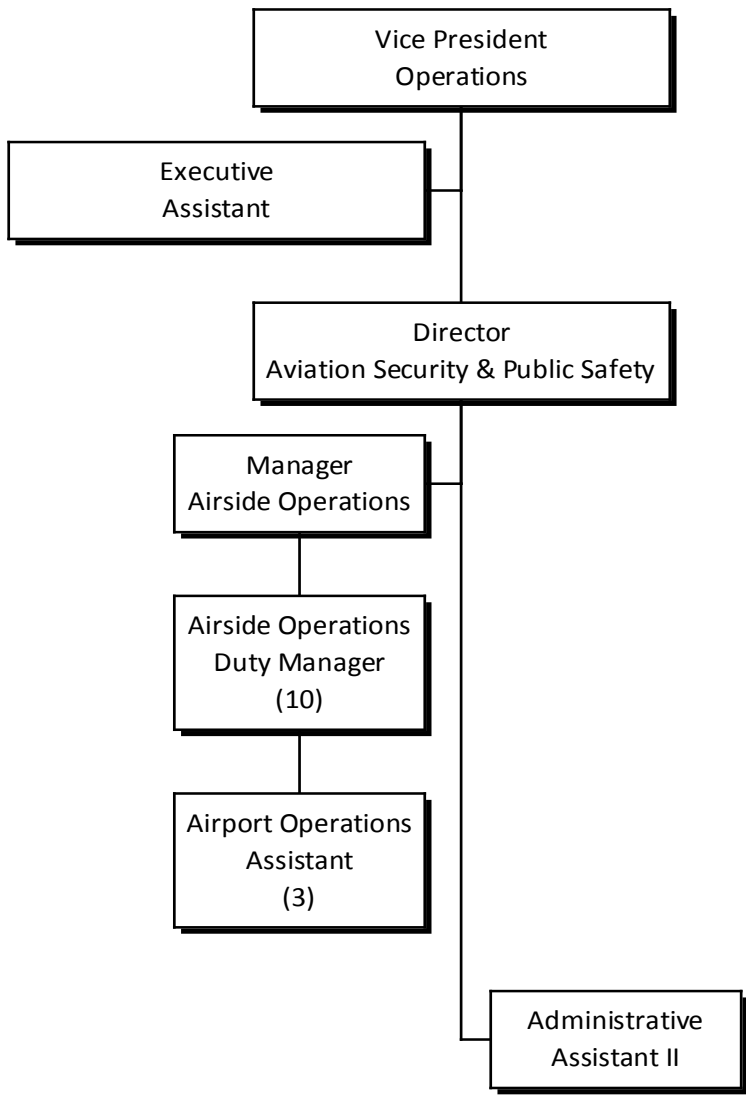 Vice President
Operations
Executive
Assistant
Director
Aviation Security & Public Safety
Manager
Airside Operations
Airside Operations
Duty Manager
(10)
Airport Operations
Assistant
(3)
Administrative
Assistant II